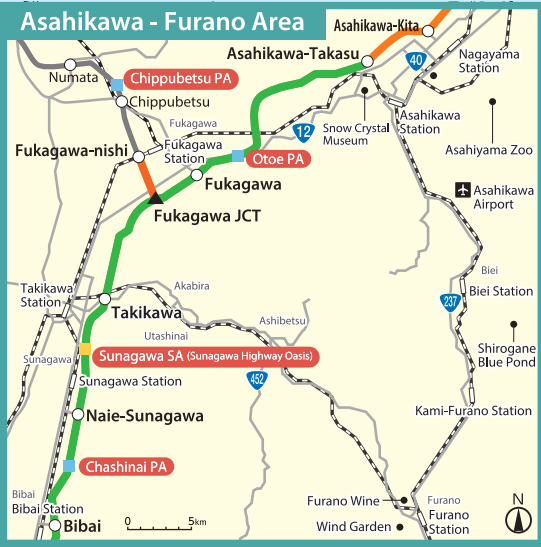 Asahikawa - Furano Area
Asahikawa-Kita
Asahikawa-Takasu
40
Nagayama
Station
Numata
Chippubetsu PA
Chippubetsu
Fukagawa
12
Snow Crystal
Museum
Asahikawa
Station
Asahiyama Zoo
Fukagawa-nishi
Fukagawa
Station
Otoe PA
Fukagawa
Asahikawa
Airport
Fukagawa JCT
Biei
Biei Station
Takikawa
Station
Akabira
Takikawa
237
Ashibetsu
Utashinai
Shirogane
Blue Pond
Sunagawa
Sunagawa SA (Sunagawa Highway Oasis)
Sunagawa Station
452
Kami-Furano Station
Naie-Sunagawa
Chashinai PA
Bibai
Bibai Station
Bibai
0
5km
Furano Wine
Wind Garden
Furano
Furano
Station
N